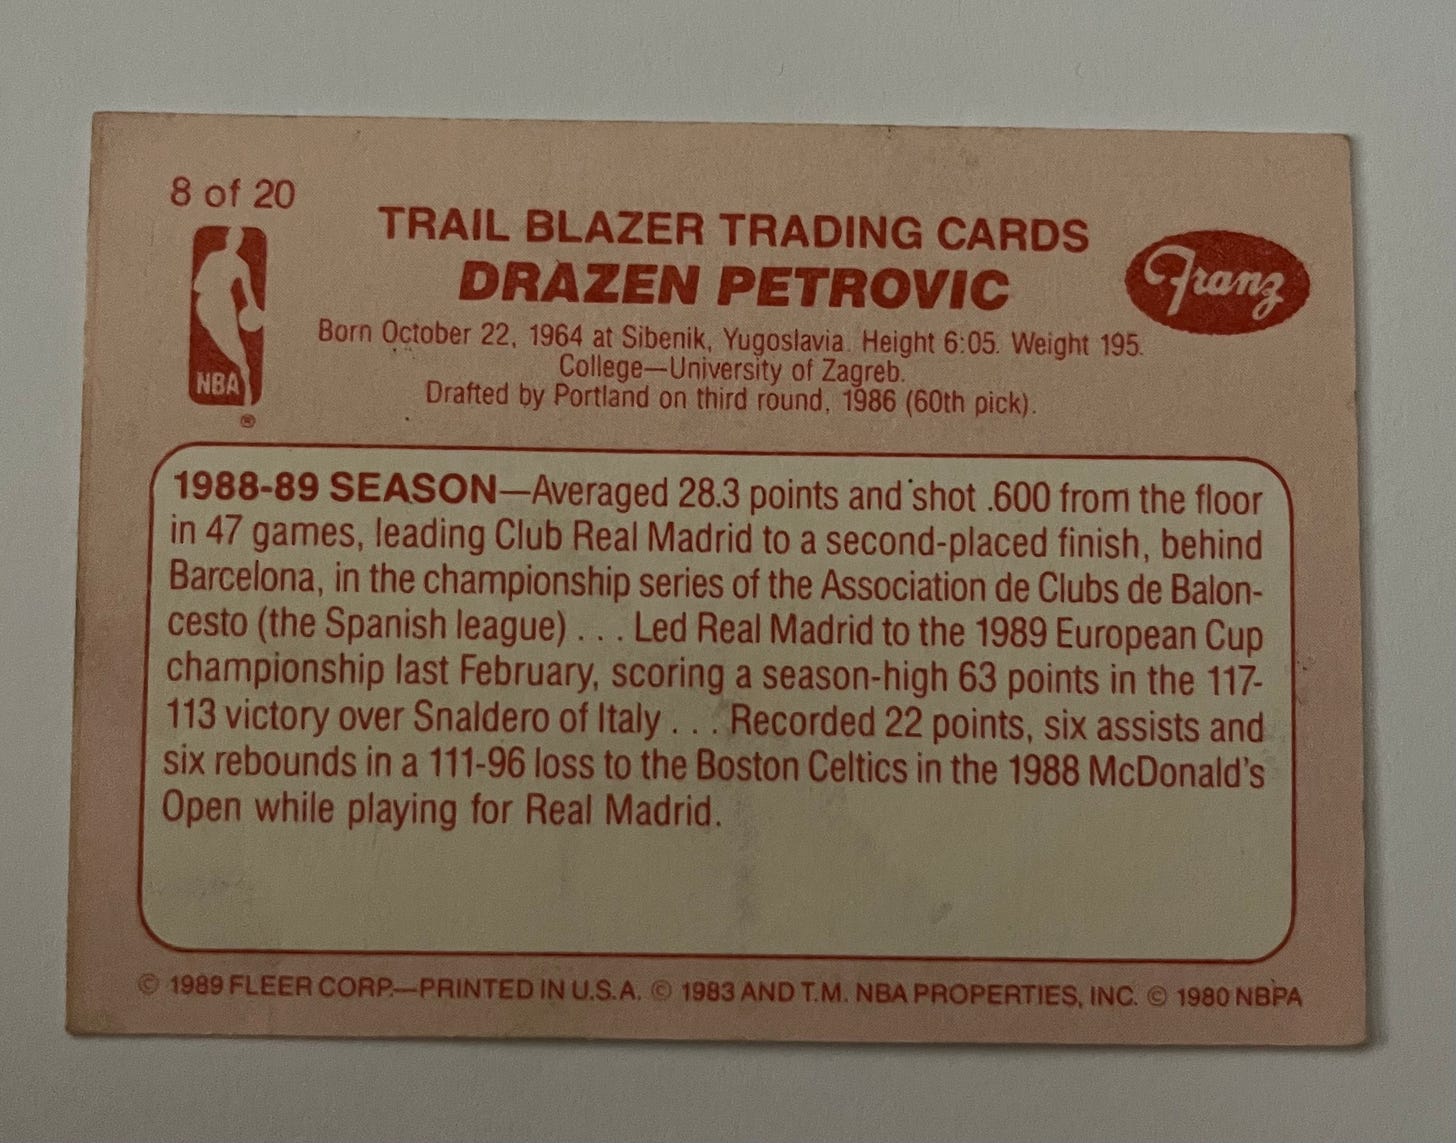 8 of 20
TRAIL BLAZER TRADING CARDS
DRAZEN PETROVIC
Franz
Born October 22, 1964 at Sibenik, Yugoslavia. Height 6:05. Weight 195.
College—University of Zagreb.
Drafted by Portland on third round, 1986 (60th pick).
NBA
®
1988-89 SEASON—Averaged 28.3 points and shot .600 from the floor
in 47 games, leading Club Real Madrid to a second-placed finish, behind
Barcelona, in the championship series of the Association de Clubs de Balon-
cesto (the Spanish league) . . . Led Real Madrid to the 1989 European Cup
championship last February, scoring a season-high 63 points in the 117-
113 victory over Snaldero of Italy . . . Recorded 22 points, six assists and
six rebounds in a 111-96 loss to the Boston Celtics in the 1988 McDonald's
Open while playing for Real Madrid.
© 1989 FLEER CORP.—PRINTED IN U.S.A. © 1983 AND T.M. NBA PROPERTIES, INC. © 1980 NBPA